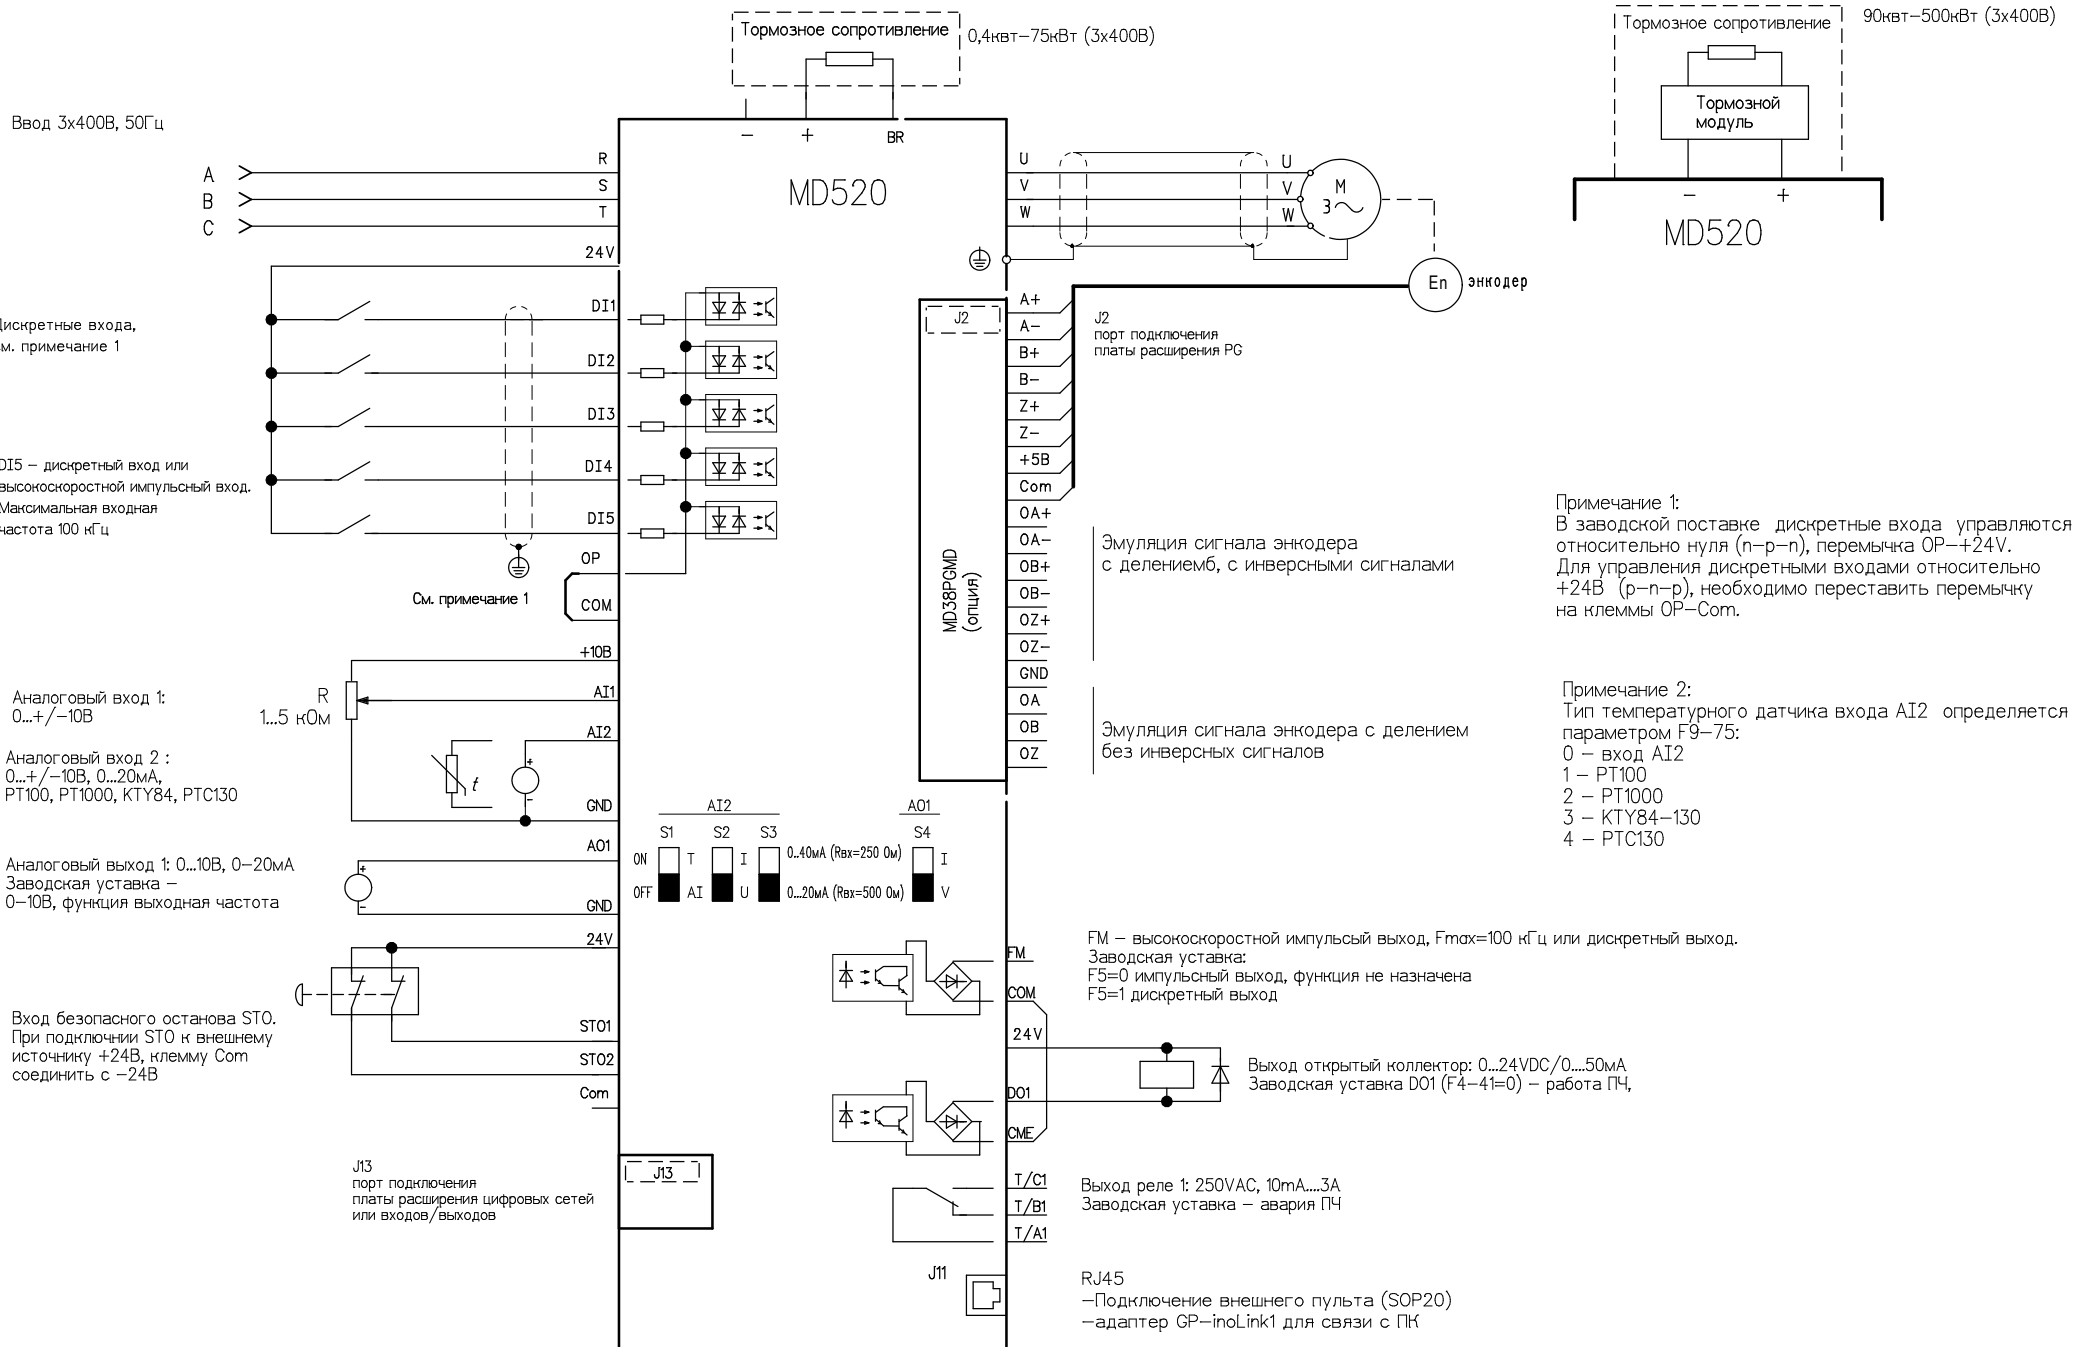 Тормозное сопротивление
0,4квт-75кВт (3х400В)
- + BR
Тормозное сопротивление
90квт-500кВт (3х400В)
Тормозной
модуль
- +
MD520
Ввод 3х400В, 50Гц
A
B
C
R
S
T
24V
MD520
U
V
W
U
V
W
M
3
En
энкодер
Дискретные входа,
см. примечание 1
DI1
DI2
DI3
DI4
DI5
DI5 - дискретный вход или
высокоскоростной импульсный вход.
Максимальная входная
частота 100 кГц
OP
COM
См. примечание 1
J2
A+
A-
B+
B-
Z+
Z-
+5В
Com
OA+
OA-
OB+
OB-
OZ+
OZ-
GND
OA
OB
OZ
MD38PGMD
(опция)
J2
порт подключения
платы расширения PG
Эмуляция сигнала энкодера
с делениемб, с инверсными сигналами
Эмуляция сигнала энкодера с делением
без инверсных сигналов
Примечание 1:
В заводской поставке дискретные входа управляются
относительно нуля (n-p-n), перемычка OP-+24V.
Для управления дискретными входами относительно
+24В (p-n-p), необходимо переставить перемычку
на клеммы OP-Com.
Примечание 2:
Тип температурного датчика входа AI2 определяется
параметром F9-75:
0 - вход AI2
1 - PT100
2 - PT1000
3 - KTY84-130
4 - PTC130
+10В
AI1
AI2
GND
Аналоговый вход 1:
0...+/-10В
R
1...5 кОм
Аналоговый вход 2 :
0...+/-10В, 0...20мА,
PT100, PT1000, KTY84, PTC130
t
+
-
AO1
GND
Аналоговый выход 1: 0...10В, 0-20мА
Заводская уставка -
0-10В, функция выходная частота
+
-
AI2
AO1
S1 S2 S3 S4
ON T I 0..40мА (Rвх=250 Ом) I
OFF AI U 0...20мА (Rвх=500 Ом) V
24V
STO1
STO2
Com
Вход безопасного останова STO.
При подключнии STO к внешнему
источнику +24В, клемму Com
соединить с -24В
FM
COM
24V
DO1
CME
FM - высокоскоростной импульсый выход, Fmax=100 кГц или дискретный выход.
Заводская уставка:
F5=0 импульсный выход, функция не назначена
F5=1 дискретный выход
Выход открытый коллектор: 0...24VDC/0....50мА
Заводская уставка DO1 (F4-41=0) - работа ПЧ,
J13
порт подключения
платы расширения цифровых сетей
или входов/выходов
J13
T/C1
T/B1
T/A1
Выход реле 1: 250VAC, 10mA....3A
Заводская уставка - авария ПЧ
J11
RJ45
-Подключение внешнего пульта (SOP20)
-адаптер GP-inoLink1 для связи с ПК